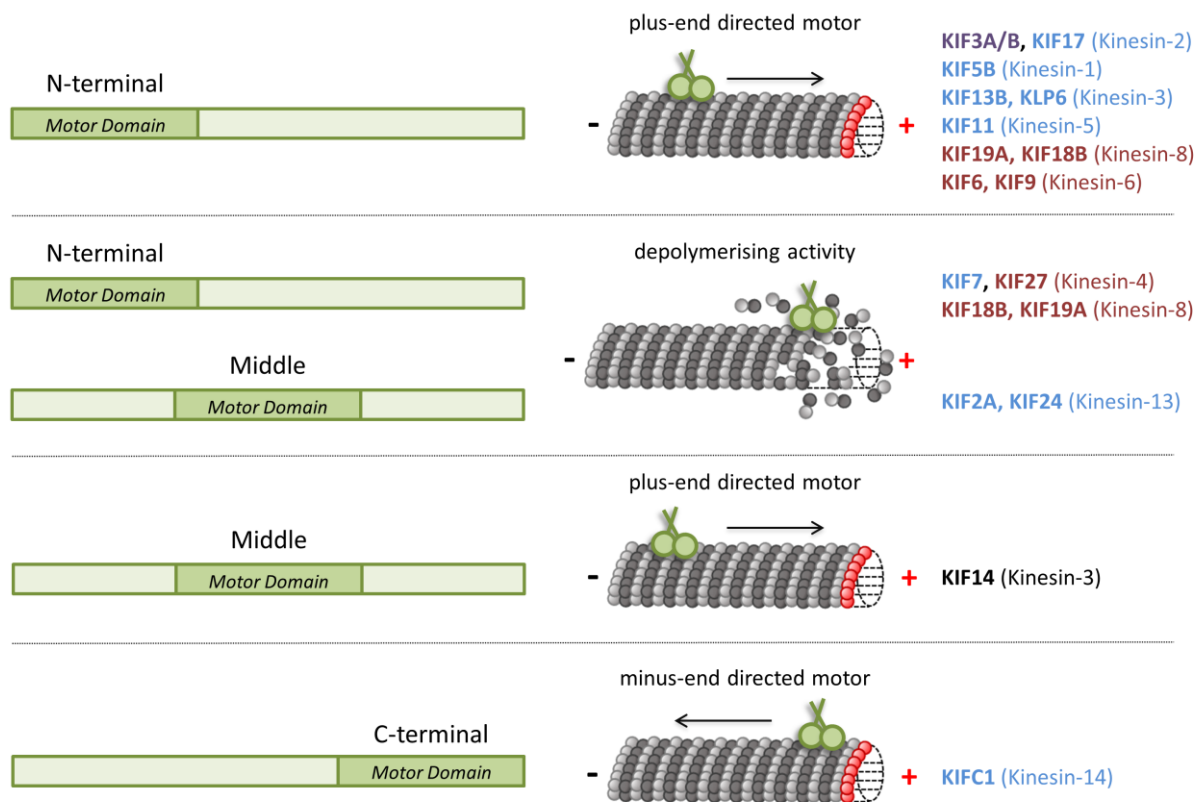 plus-end directed motor
N-terminal
Motor Domain
-
+
KIF3A/B, KIF17 (Kinesin-2)
KIF5B (Kinesin-1)
KIF13B, KLP6 (Kinesin-3)
KIF11 (Kinesin-5)
KIF19A, KIF18B (Kinesin-8)
KIF6, KIF9 (Kinesin-6)
N-terminal
Motor Domain
Middle
Motor Domain
depolymerising activity
-
+
KIF7, KIF27 (Kinesin-4)
KIF18B, KIF19A (Kinesin-8)
KIF2A, KIF24 (Kinesin-13)
plus-end directed motor
Middle
Motor Domain
-
+
KIF14 (Kinesin-3)
minus-end directed motor
C-terminal
Motor Domain
-
+
KIFC1 (Kinesin-14)